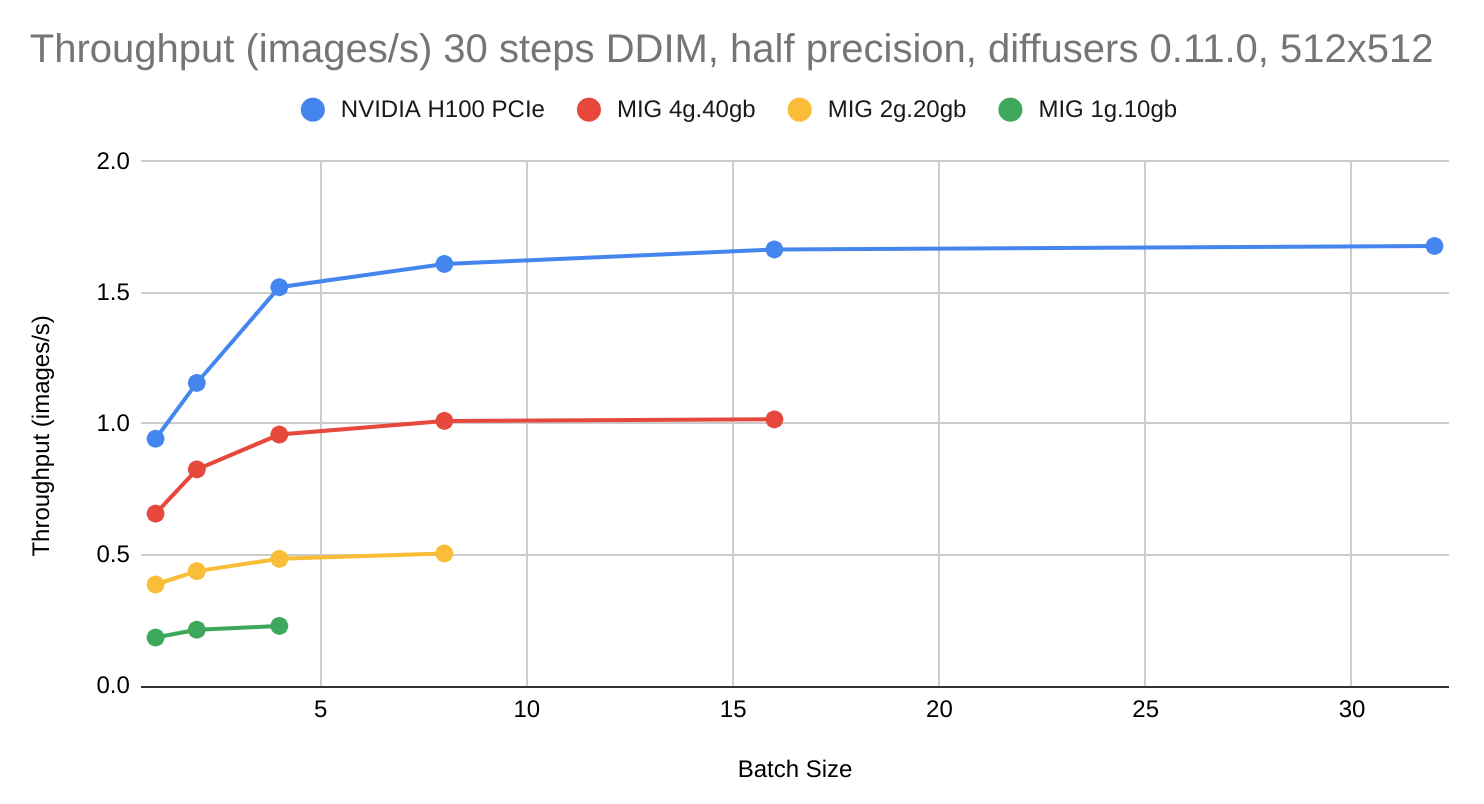 Throughput (images/s) 30 steps DDIM, half precision, diffusers 0.11.0, 512x512
NVIDIA H100 PCIe MIG 4g.40gb MIG 2g.20gb MIG 1g.10gb
2.0
1.5
1.0
0.5
0.0
Throughput (images/s)
5 10 15 20 25 30
Batch Size